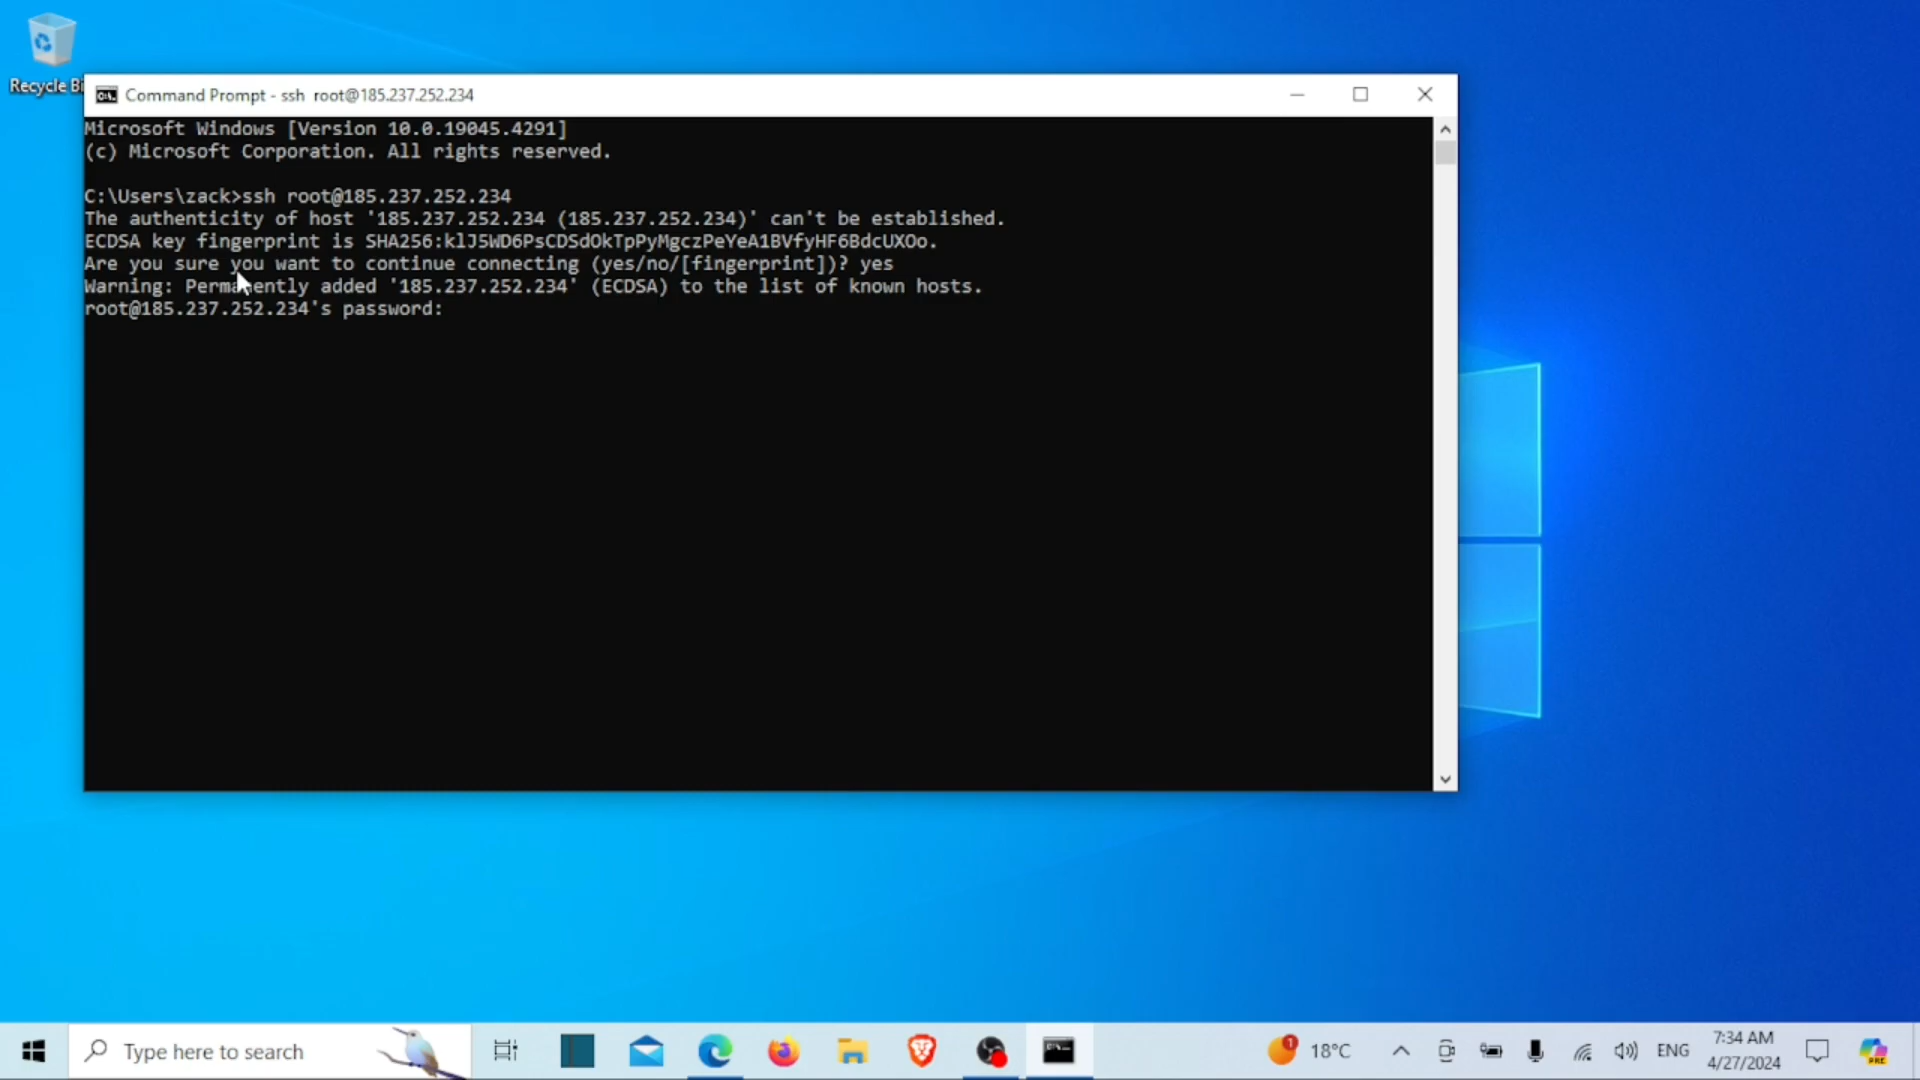 Recycle Bi
Command Prompt - ssh root@185.237.252.234
Microsoft Windows [Version 10.0.19045.4291]
(c) Microsoft Corporation. All rights reserved.
C:\Users\zack>ssh root@185.237.252.234
The authenticity of host '185.237.252.234 (185.237.252.234)' can't be established.
ECDSA key fingerprint is SHA256:klJ5WD6PsCDSdOkTpPyMgczPeYeA1BVfyHF6BdcUXOo.
Are you sure you want to continue connecting (yes/no/[fingerprint])? yes
Warning: Permanently added '185.237.252.234' (ECDSA) to the list of known hosts.
root@185.237.252.234's password:
Type here to search
1
18°C
ENG
7:34 AM
4/27/2024
PRE